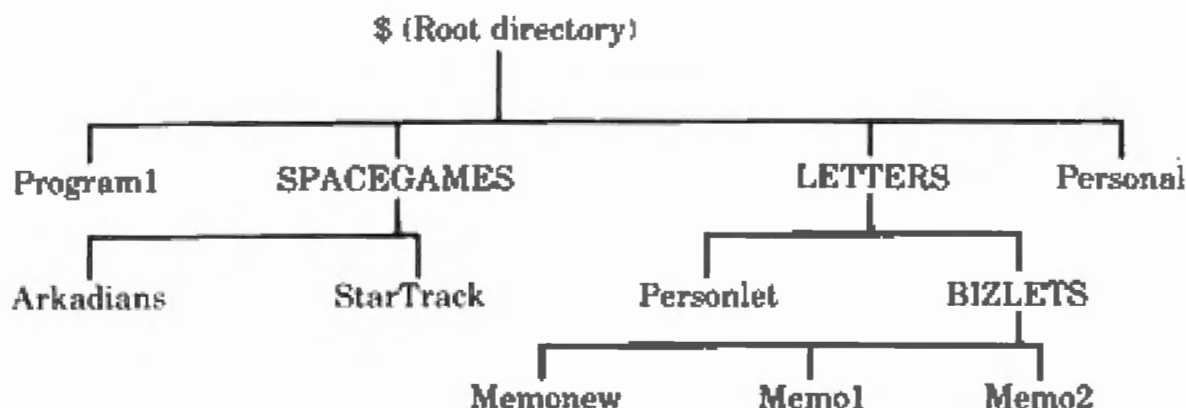 $ (Root directory)
Program1 SPACEGAMES LETTERS Personal
Arkadians StarTrack Personlet BIZLETS
Memonew Memo1 Memo2